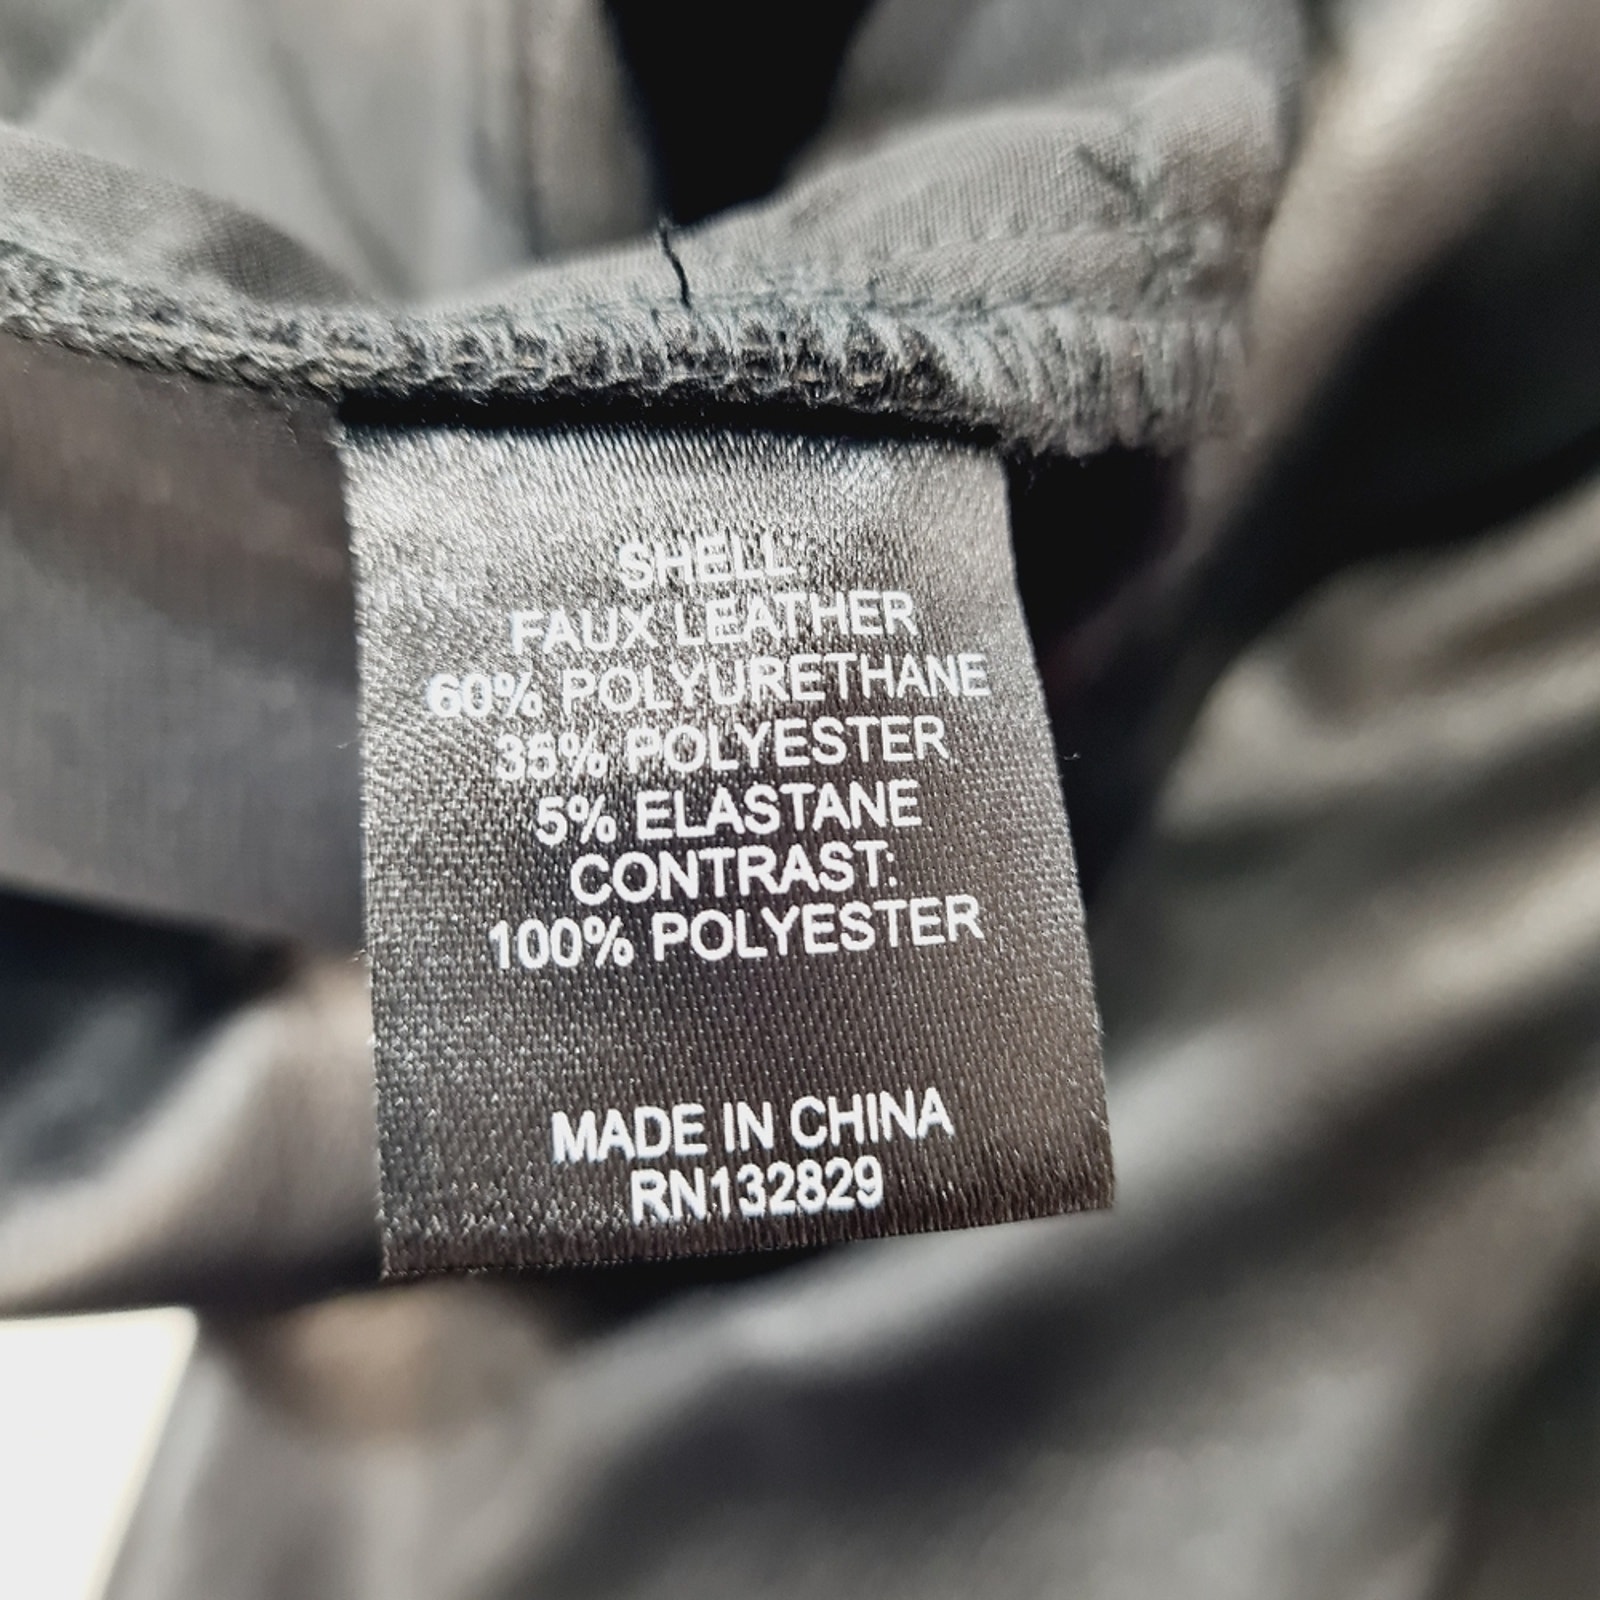 SHELL:
FAUX LEATHER
60% POLYURETHANE
35% POLYESTER
5% ELASTANE
CONTRAST:
100% POLYESTER
MADE IN CHINA
RN132829